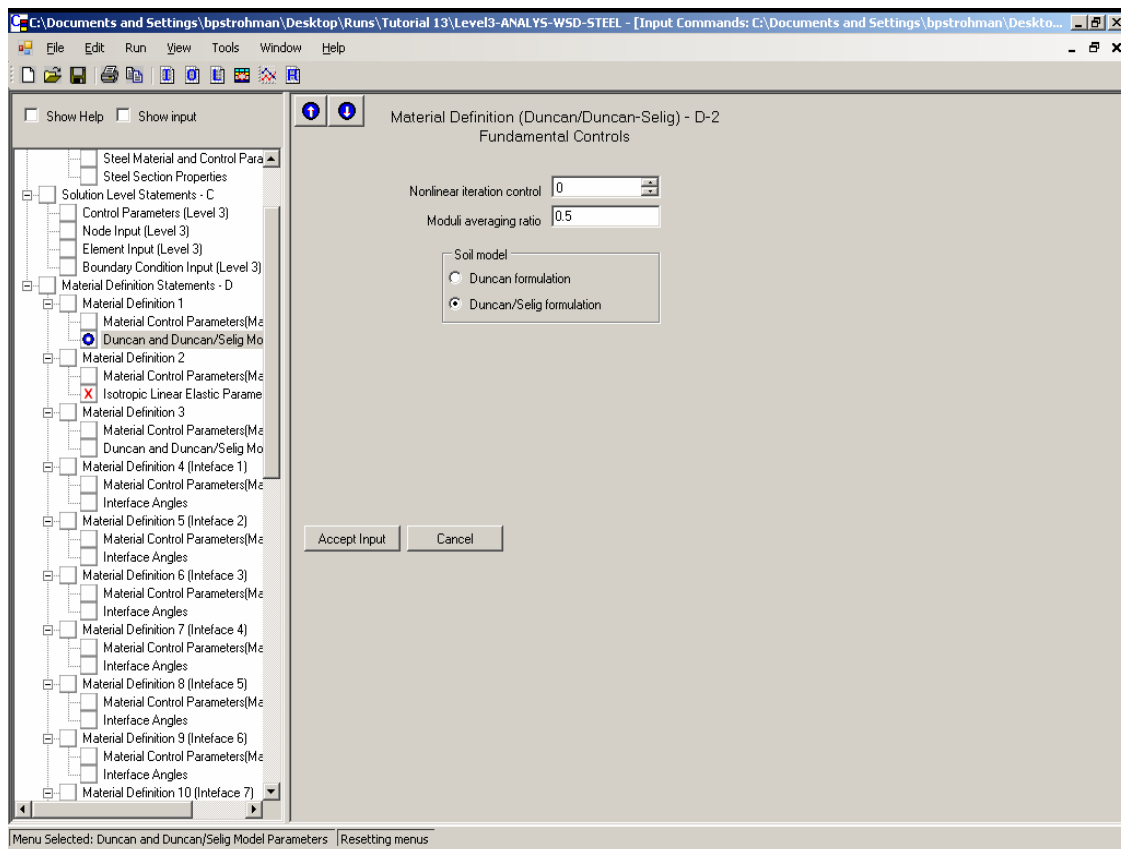 C:\Documents and Settings\bpstrohman\Desktop\Runs\Tutorial 13\Level3-ANALYS-WSD-STEEL - [Input Commands: C:\Documents and Settings\bpstrohman\Deskto...
File Edit Run View Tools Window Help
Show Help Show input
Steel Material and Control Para
Steel Section Properties
Solution Level Statements - C
Control Parameters (Level 3)
Node Input (Level 3)
Element Input (Level 3)
Boundary Condition Input (Level 3)
Material Definition Statements - D
Material Definition 1
Material Control Parameters(Ma
Duncan and Duncan/Selig Mo
Material Definition 2
Material Control Parameters(Ma
Isotropic Linear Elastic Parame
Material Definition 3
Material Control Parameters(Ma
Duncan and Duncan/Selig Mo
Material Definition 4 (Inteface 1)
Material Control Parameters(Ma
Interface Angles
Material Definition 5 (Inteface 2)
Material Control Parameters(Ma
Interface Angles
Material Definition 6 (Inteface 3)
Material Control Parameters(Ma
Interface Angles
Material Definition 7 (Inteface 4)
Material Control Parameters(Ma
Interface Angles
Material Definition 8 (Inteface 5)
Material Control Parameters(Ma
Interface Angles
Material Definition 9 (Inteface 6)
Material Control Parameters(Ma
Interface Angles
Material Definition 10 (Inteface 7)
Material Definition (Duncan/Duncan-Selig) - D-2
Fundamental Controls
Nonlinear iteration control 0
Moduli averaging ratio 0.5
Soil model
Duncan formulation
Duncan/Selig formulation
Accept Input Cancel
Menu Selected: Duncan and Duncan/Selig Model Parameters Resetting menus